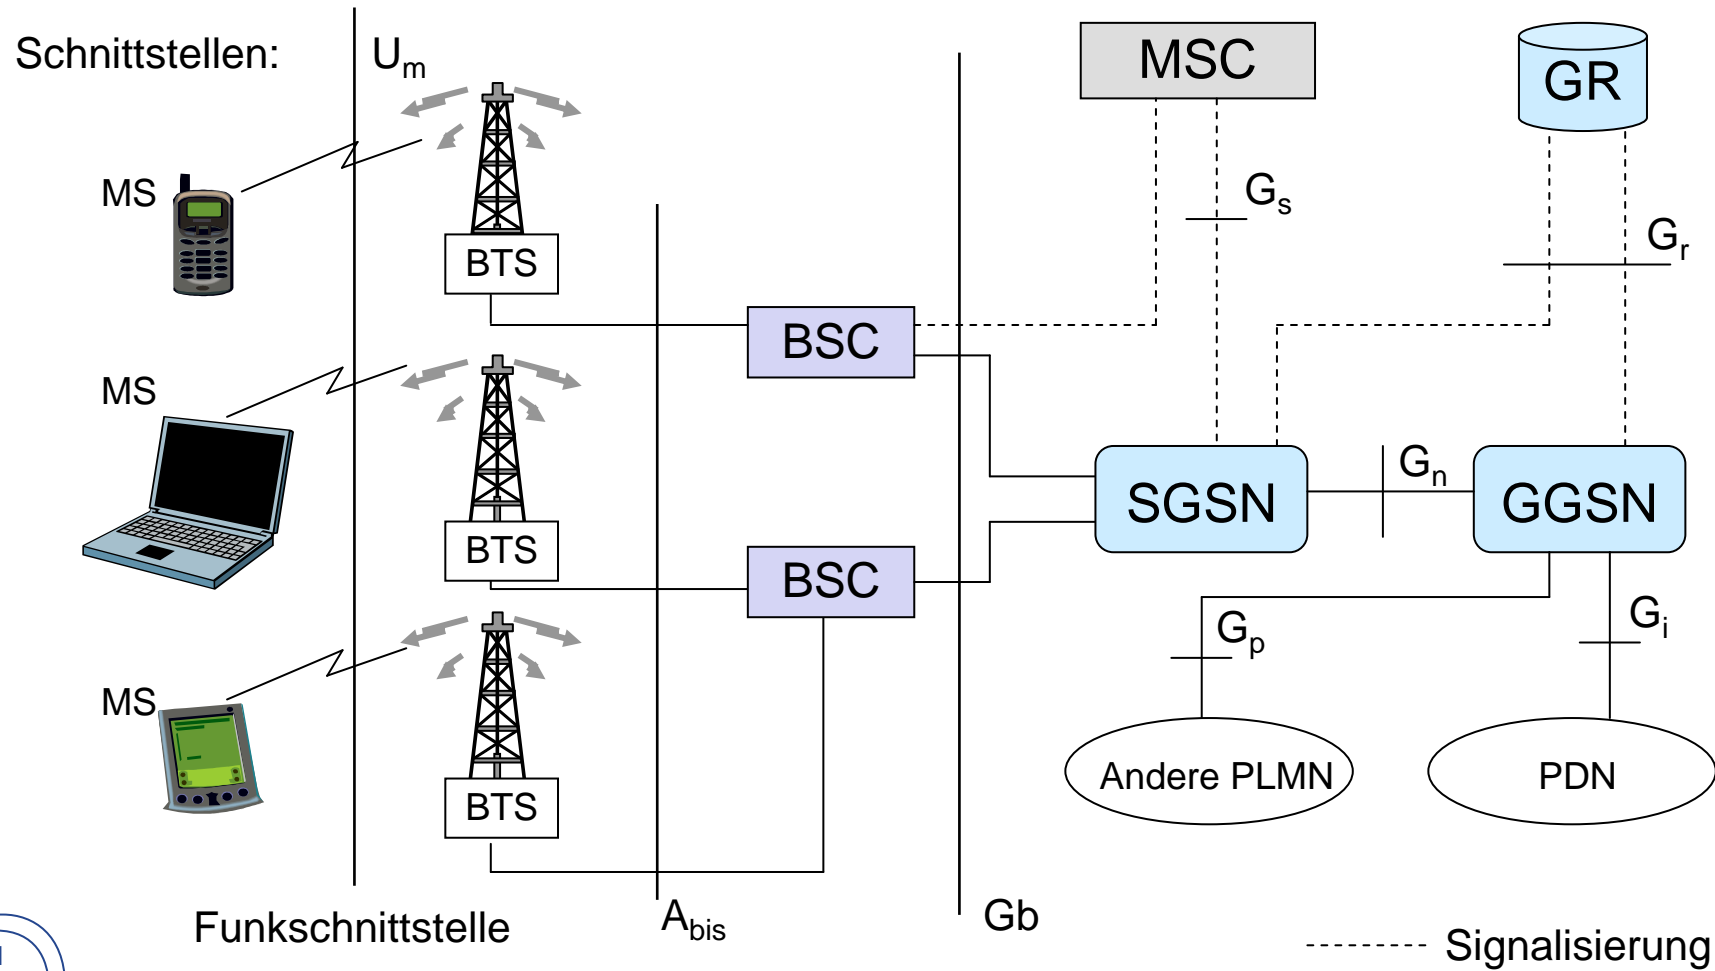 Schnittstellen:
Um
MSC
GR
MS
Gs
Gr
BTS
BSC
MS
Gn
SGSN
GGSN
BTS
BSC
Gp
Gi
MS
Andere PLMN
PDN
BTS
Funkschnittstelle
Abis
Gb
Signalisierung